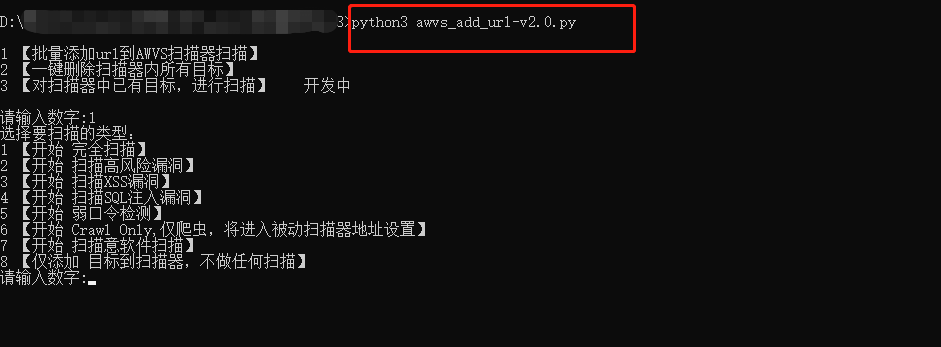 D:\3>python3 awvs_add_url-v2.0.py
1 【批量添加url到AWVS扫描器扫描】
2 【一键删除扫描器内所有目标】
3 【对扫描器中已有目标，进行扫描】 开发中
请输入数字:1
选择要扫描的类型:
1 【开始 完全扫描】
2 【开始 扫描高风险漏洞】
3 【开始 扫描XSS漏洞】
4 【开始 扫描SQL注入漏洞】
5 【开始 弱口令检测】
6 【开始 Crawl Only,仅爬虫，将进入被动扫描器地址设置】
7 【开始 扫描意软件扫描】
8 【仅添加 目标到扫描器，不做任何扫描】
请输入数字: